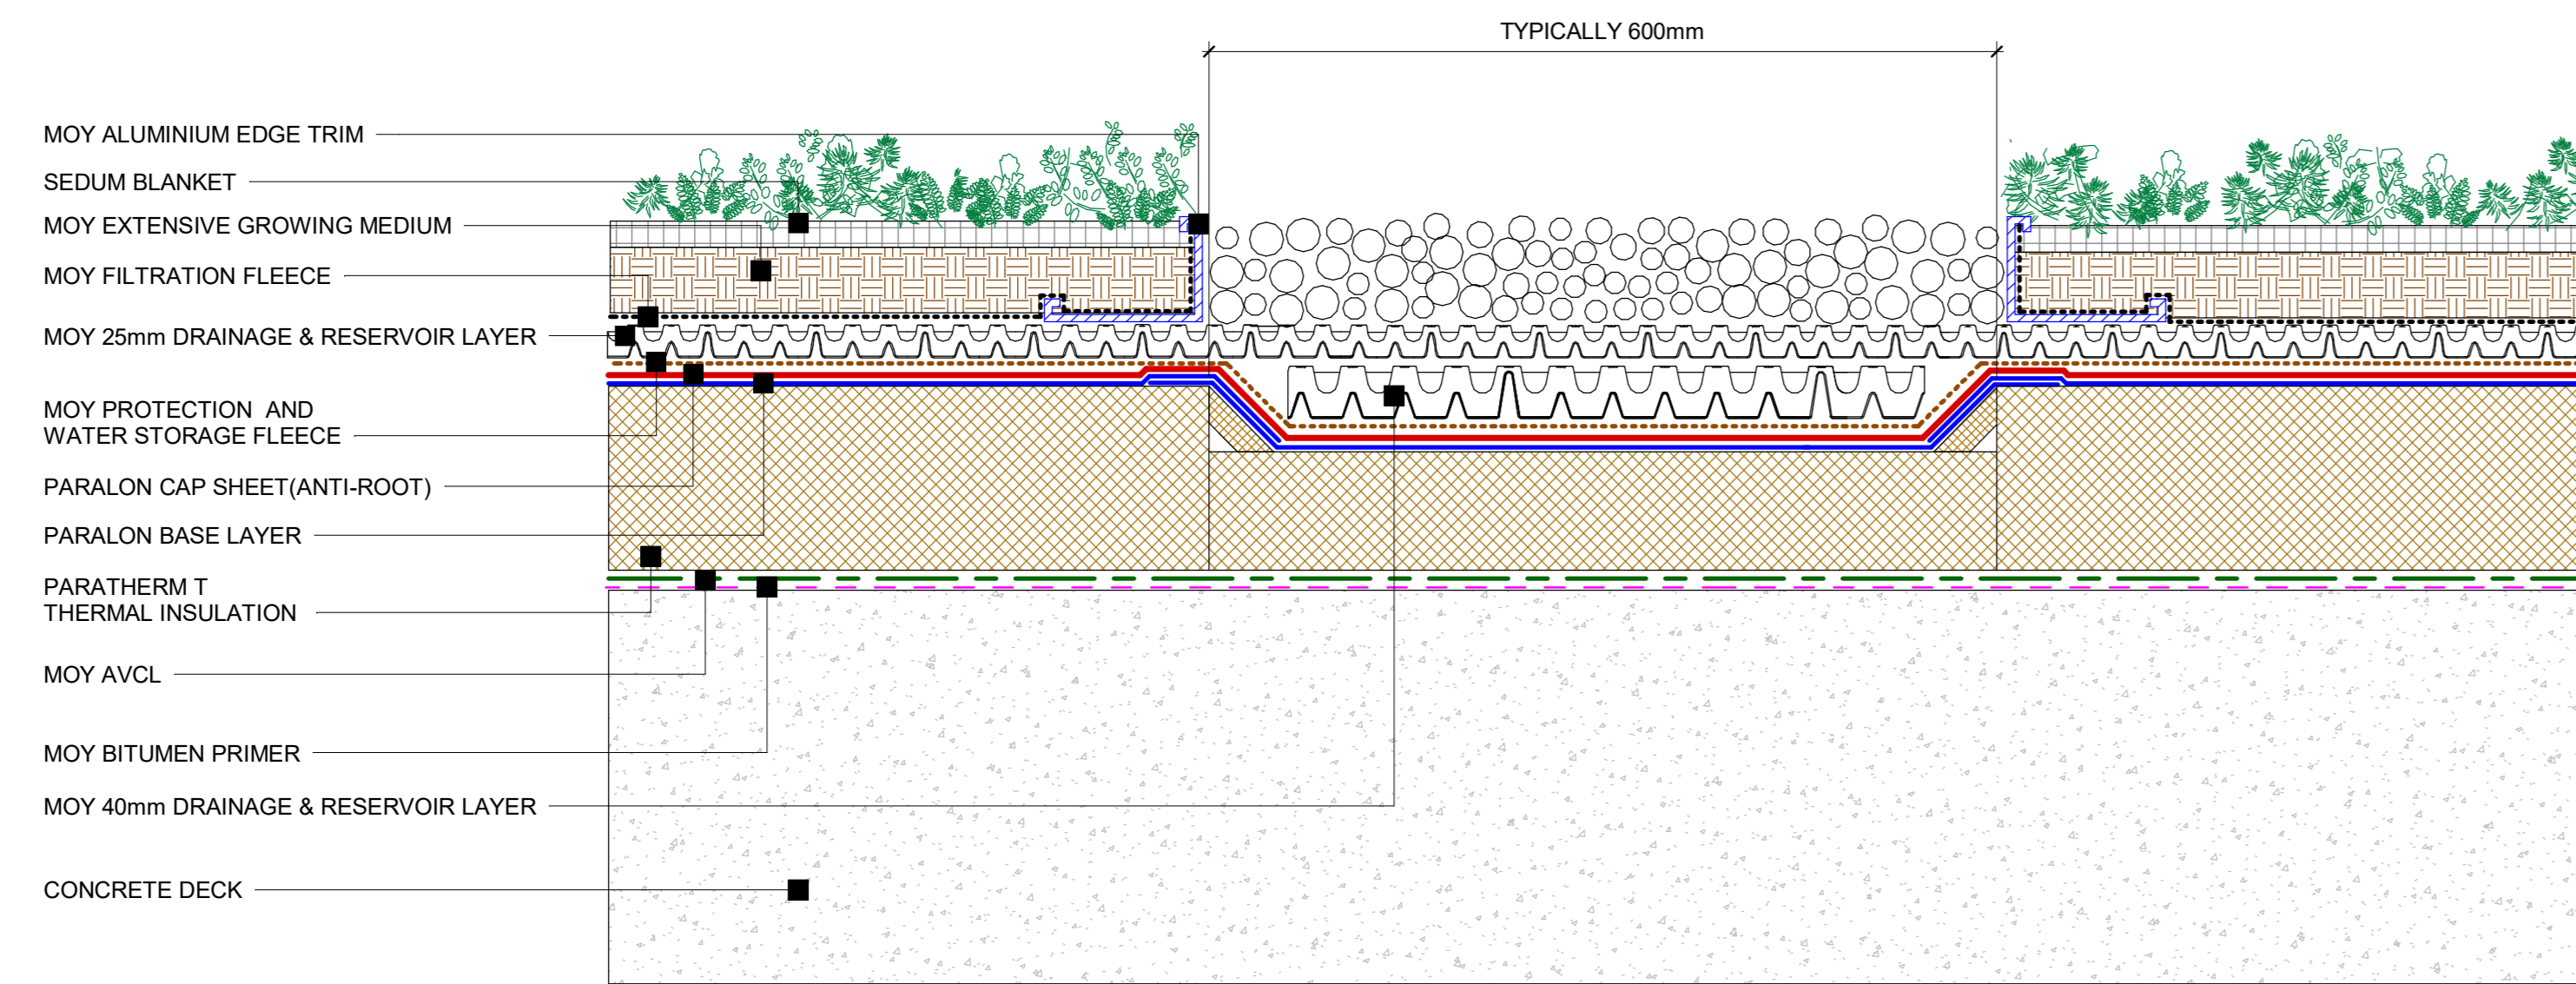 TYPICALLY 600mm
MOY ALUMINIUM EDGE TRIM
SEDUM BLANKET
MOY EXTENSIVE GROWING MEDIUM
MOY FILTRATION FLEECE
MOY 25mm DRAINAGE & RESERVOIR LAYER
MOY PROTECTION AND
WATER STORAGE FLEECE
PARALON CAP SHEET(ANTI-ROOT)
PARALON BASE LAYER
PARATHERM T
THERMAL INSULATION
MOY AVCL
MOY BITUMEN PRIMER
MOY 40mm DRAINAGE & RESERVOIR LAYER
CONCRETE DECK